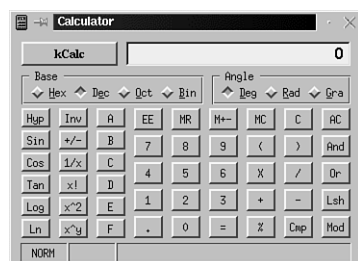 Calculator
kCalc 0
Base Angle
Hex Dec Oct Bin Deg Rad Gra
Hyp Inv A EE MR M+- MC C AC
Sin +/- B 7 8 9 ( ) And
Cos 1/x C 4 5 6 X / Or
Tan x! D 1 2 3 + - Lsh
Log x^2 E . 0 = % Cmp Mod
Ln x^y F
NORM